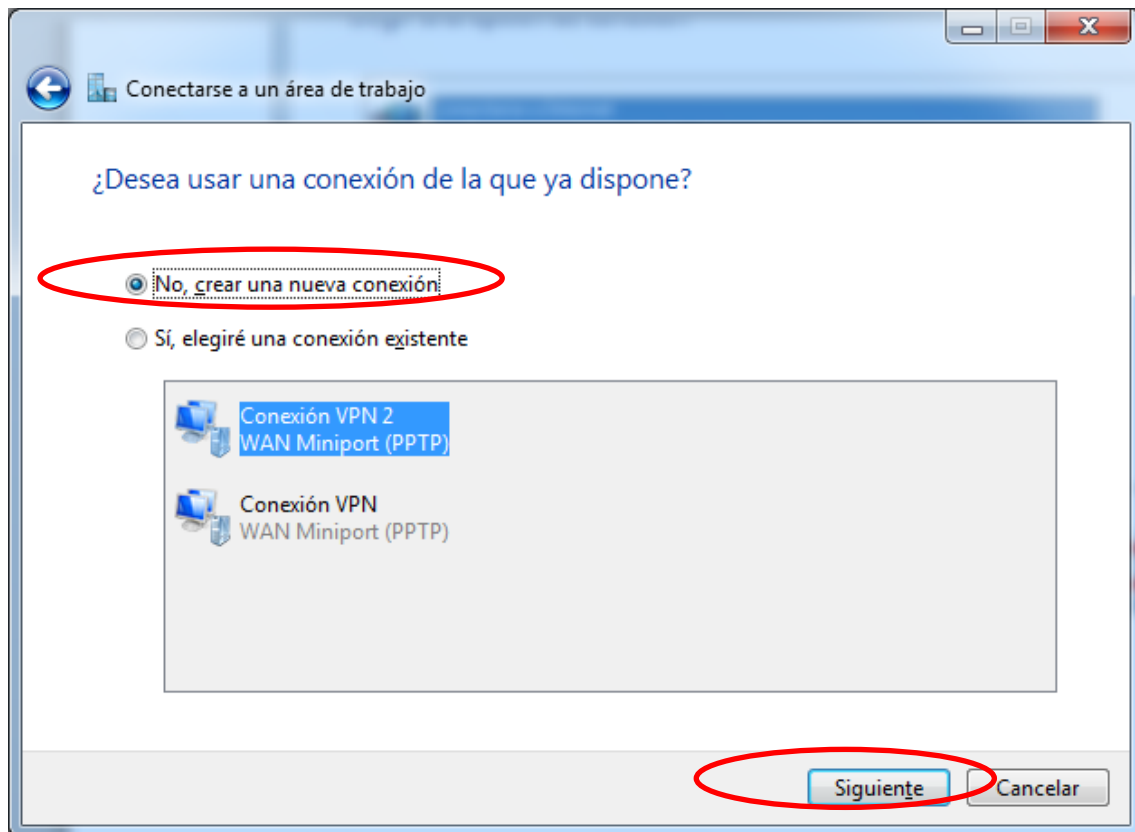 Conectarse a un área de trabajo
¿Desea usar una conexión de la que ya dispone?
No, crear una nueva conexión
Sí, elegiré una conexión existente
Conexión VPN 2
WAN Miniport (PPTP)
Conexión VPN
WAN Miniport (PPTP)
Siguiente
Cancelar